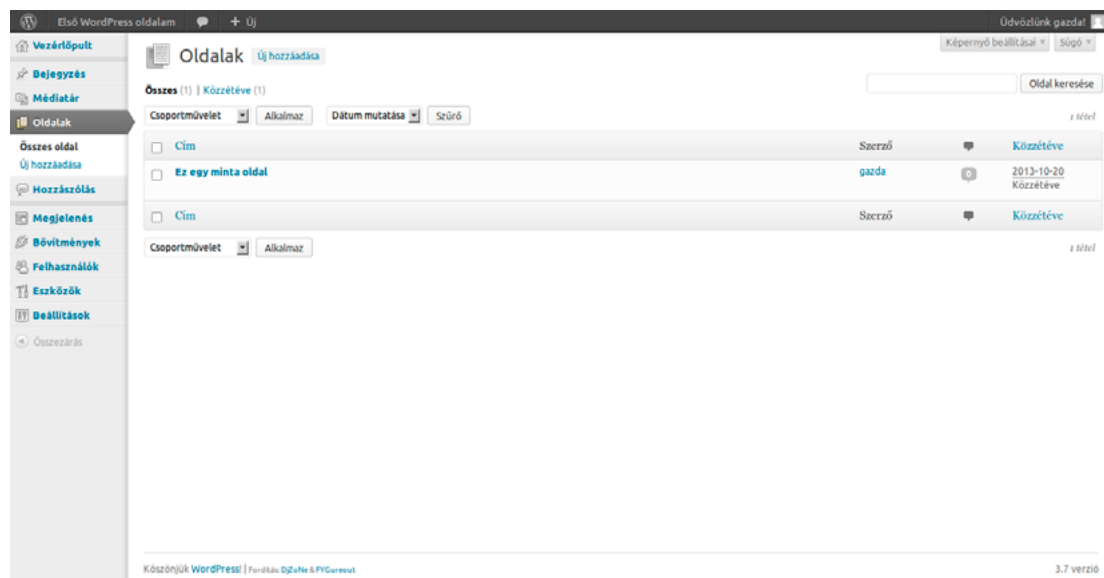 Első WordPress oldalam + Új Üdvözlünk gazda!
Vezérlőpult
Bejegyzés
Médiatár
Oldalak
Összes oldal
Új hozzáadása
Hozzászólás
Megjelenés
Bővítmények
Felhasználók
Eszközök
Beállítások
Összezárás
Képernyő beállításai Súgó
Oldalak Új hozzáadása
Összes (1) | Közzétéve (1)
Oldal keresése
Csoportművelet Alkalmaz Dátum mutatása Szűrő 1 tétel
Cím Szerző Közzétéve
Ez egy minta oldal gazda 0 2013-10-20
Közzétéve
Cím Szerző Közzétéve
Csoportművelet Alkalmaz 1 tétel
Köszönjük WordPress! | Fordítás: DjZoNe & FYGureout 3.7 verzió